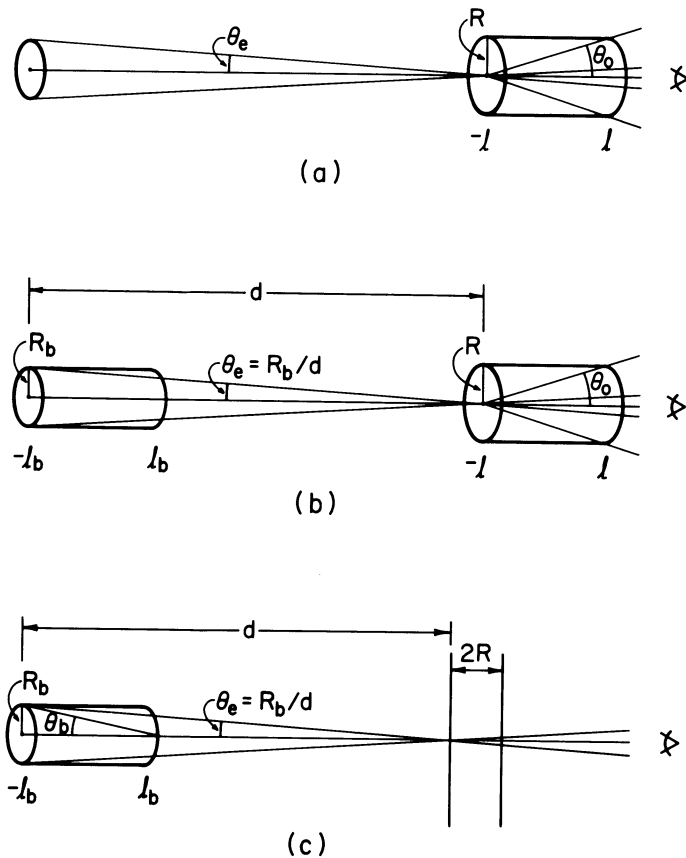 θe
R
θo
-l
l
(a)
d
Rb
θe = Rb/d
R
θo
-lb
lb
-l
l
(b)
d
2R
Rb
θb
θe = Rb/d
-lb
lb
(c)